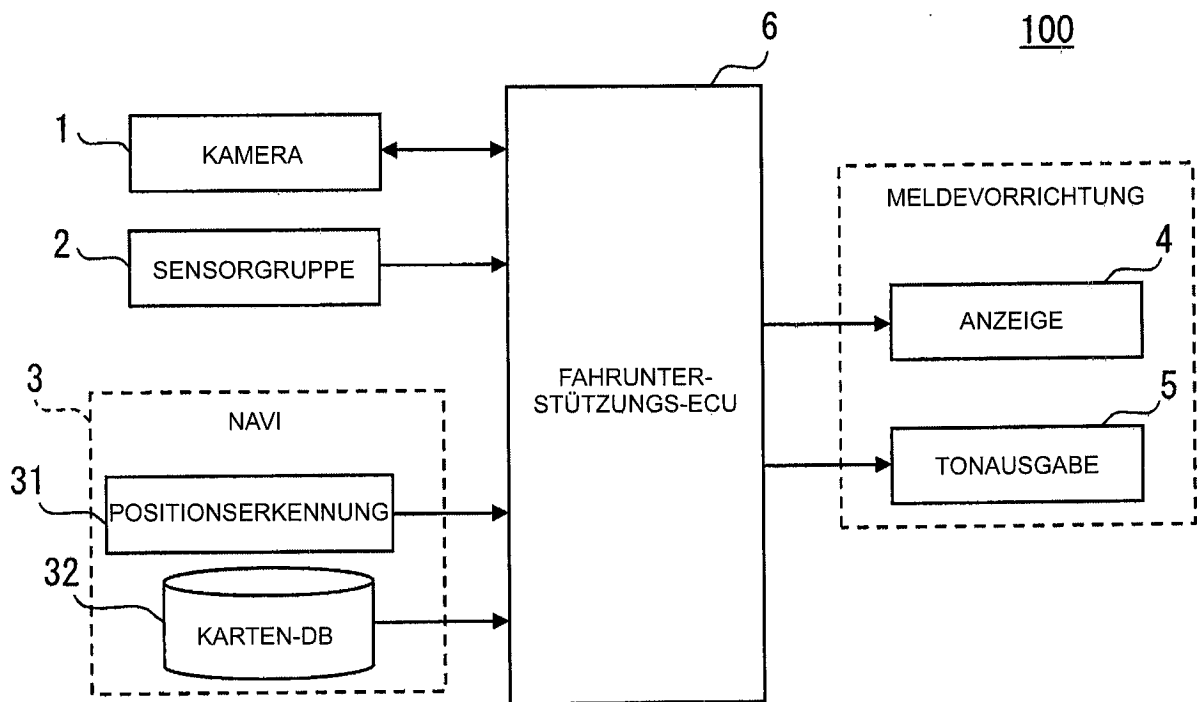 100
6
1
KAMERA
2
SENSORGRUPPE
3
NAVI
31
POSITIONSERKENNUNG
32
KARTEN-DB
FAHRUNTER-
STÜTZUNGS-ECU
MELDEVORRICHTUNG
4
ANZEIGE
5
TONAUSGABE